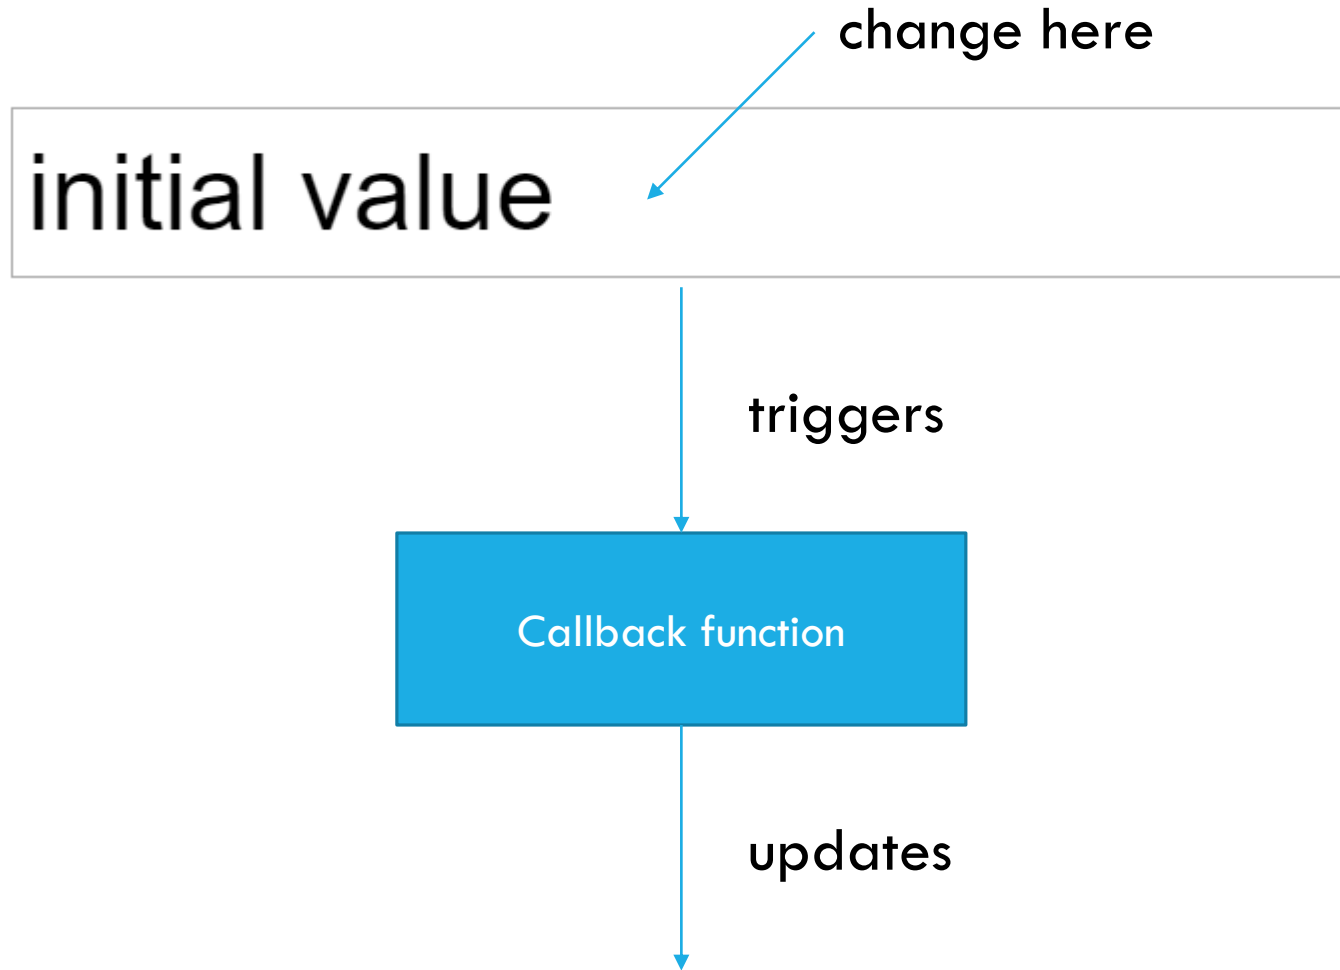 change here
initial value
triggers
Callback function
updates